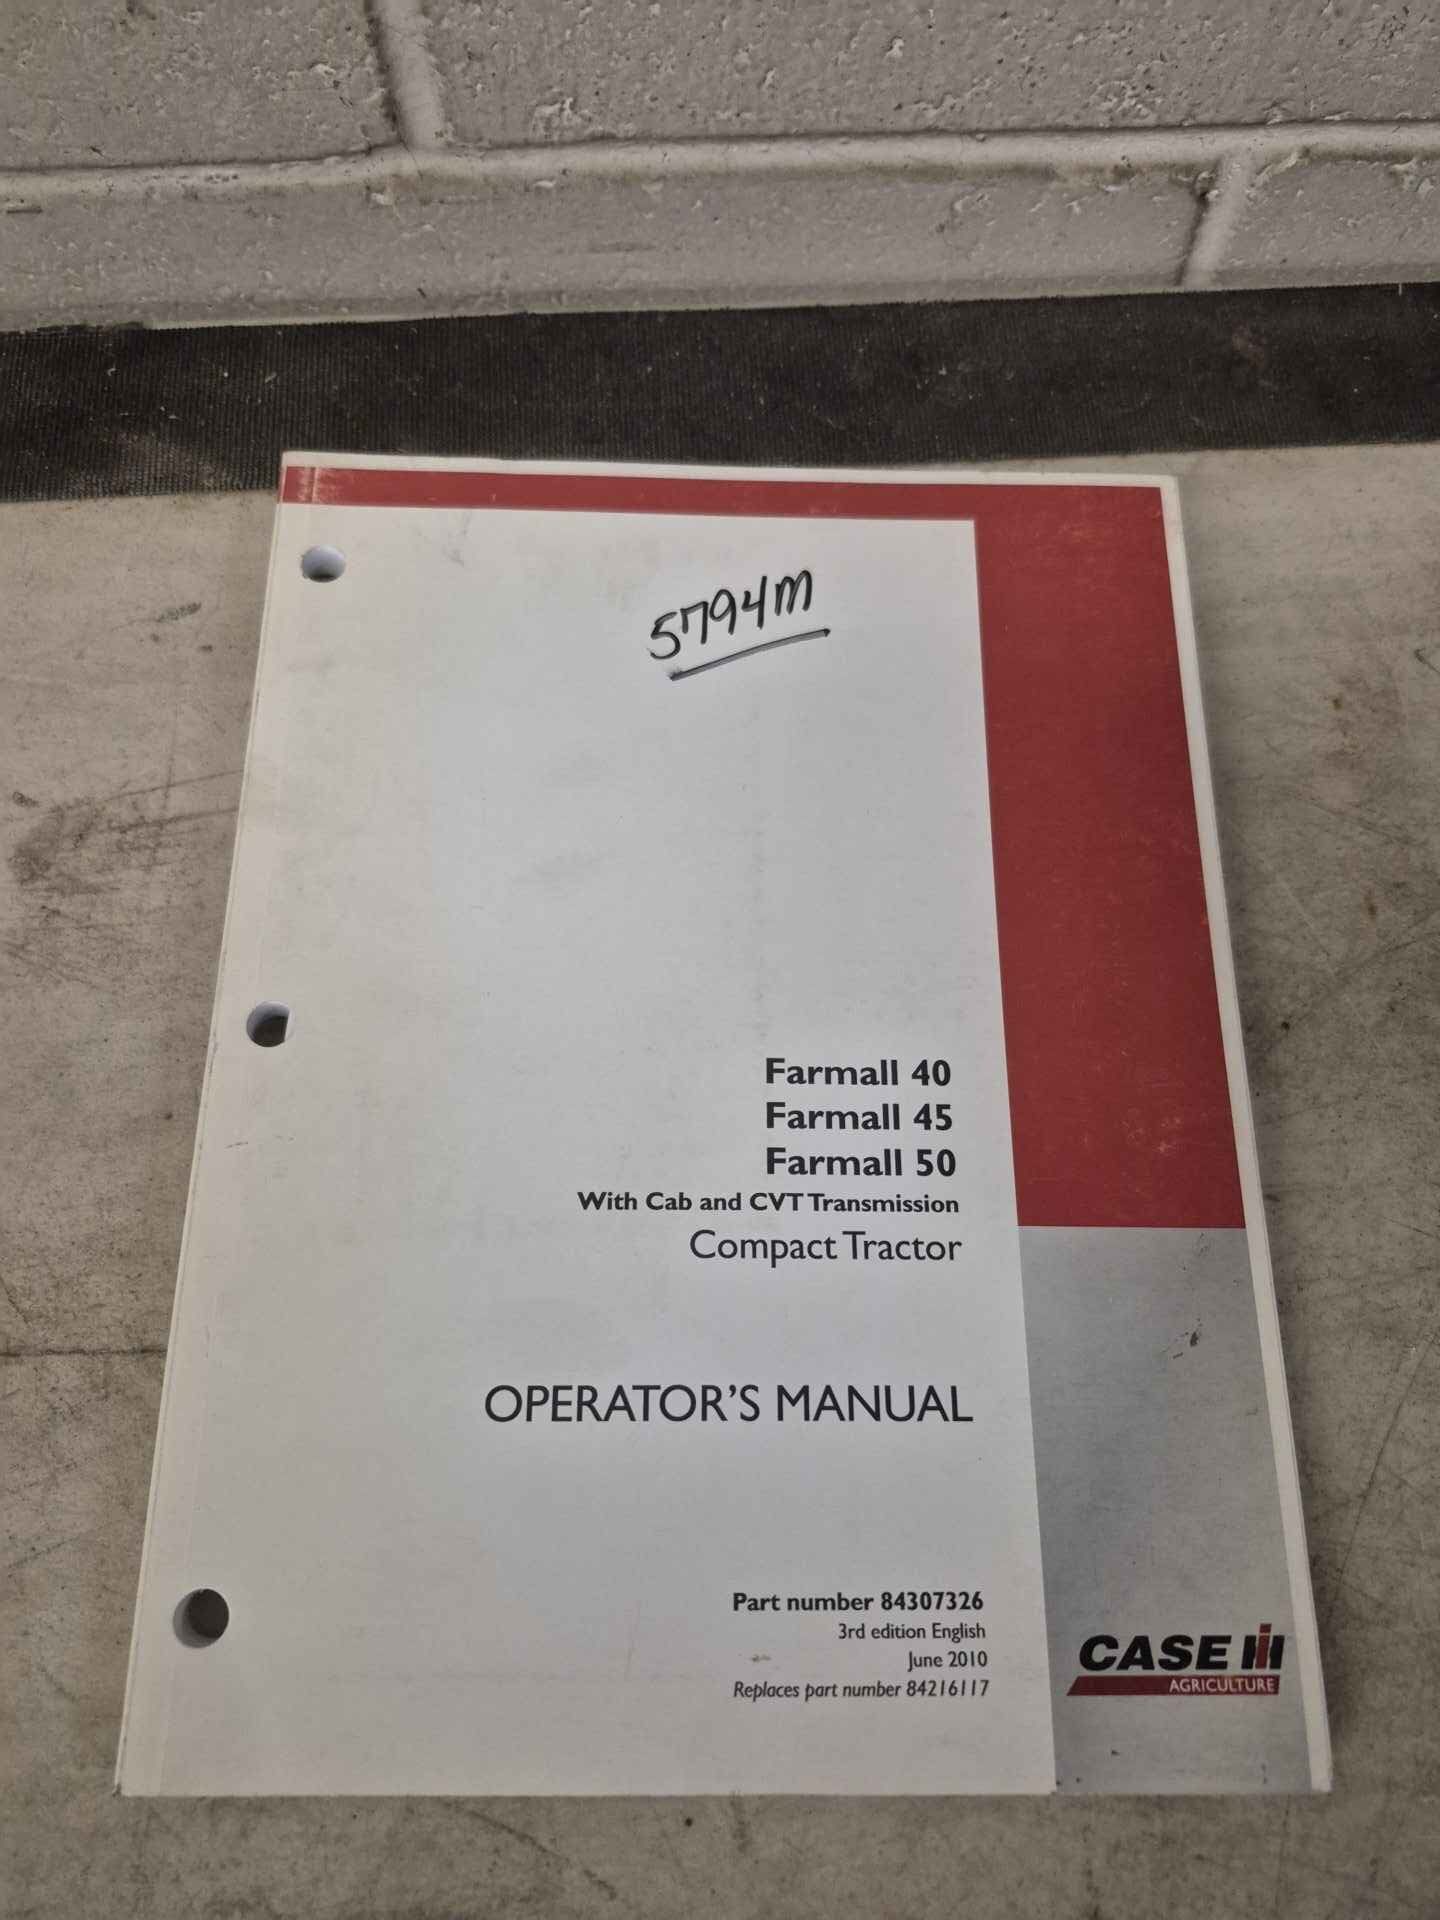 5794M
Farmall 40
Farmall 45
Farmall 50
With Cab and CVT Transmission
Compact Tractor
OPERATOR'S MANUAL
Part number 84307326
3rd edition English
June 2010
Replaces part number 84216117
CASE IH
AGRICULTURE